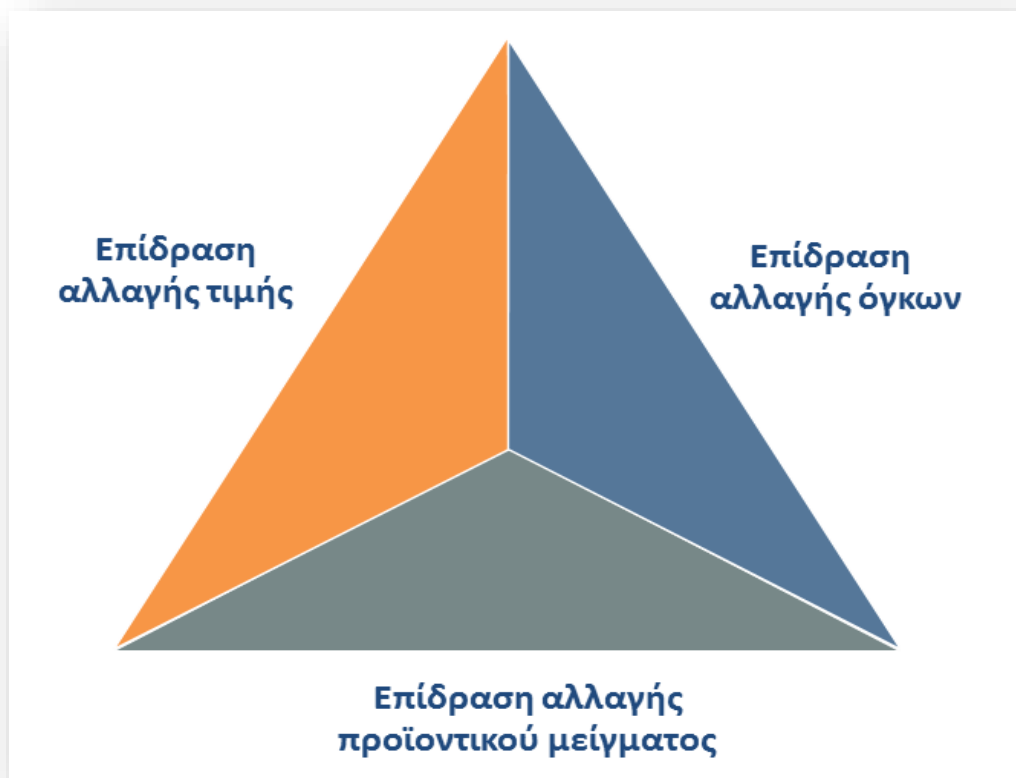 Επίδραση
αλλαγής τιμής
Επίδραση
αλλαγής όγκων
Επίδραση αλλαγής
προϊοντικού μείγματος